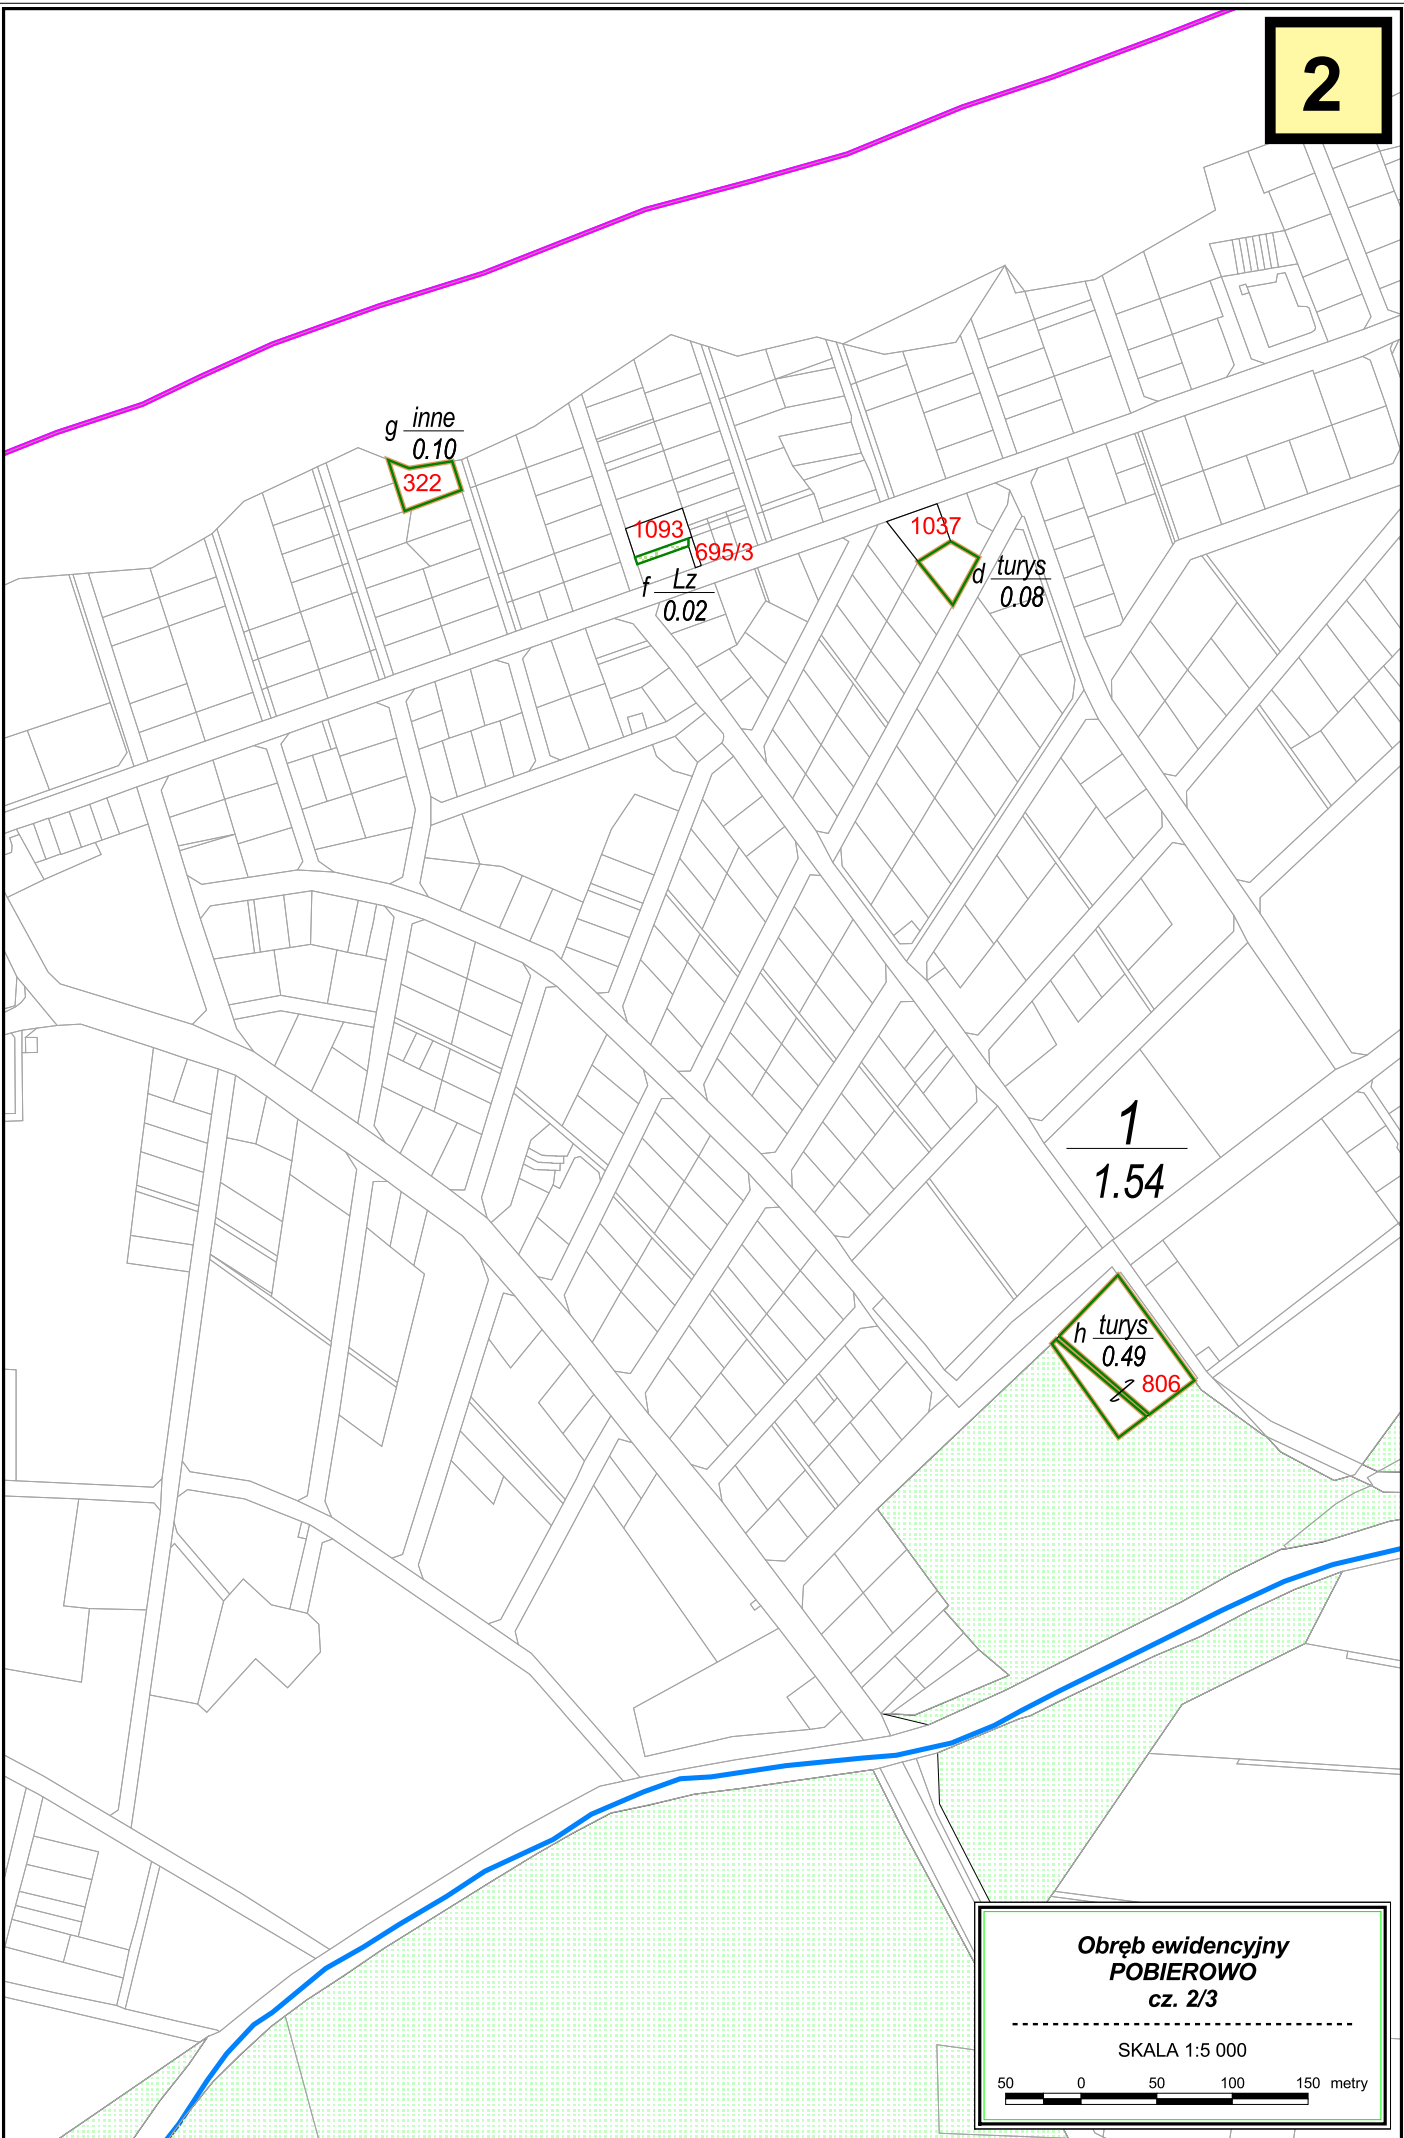 2
g inne
0.10
322
1093
695/3
f Lz
0.02
1037
d turys
0.08
1
1.54
h turys
0.49
806
Obręb ewidencyjny
POBIEROWO
cz. 2/3
SKALA 1:5 000
50 0 50 100 150 metry